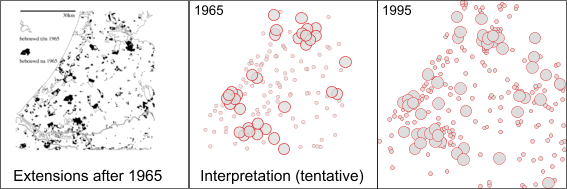 30km
bebouwd t/m 1965
bebouwd na 1965
Extensions after 1965
1965
Interpretation (tentative)
1995